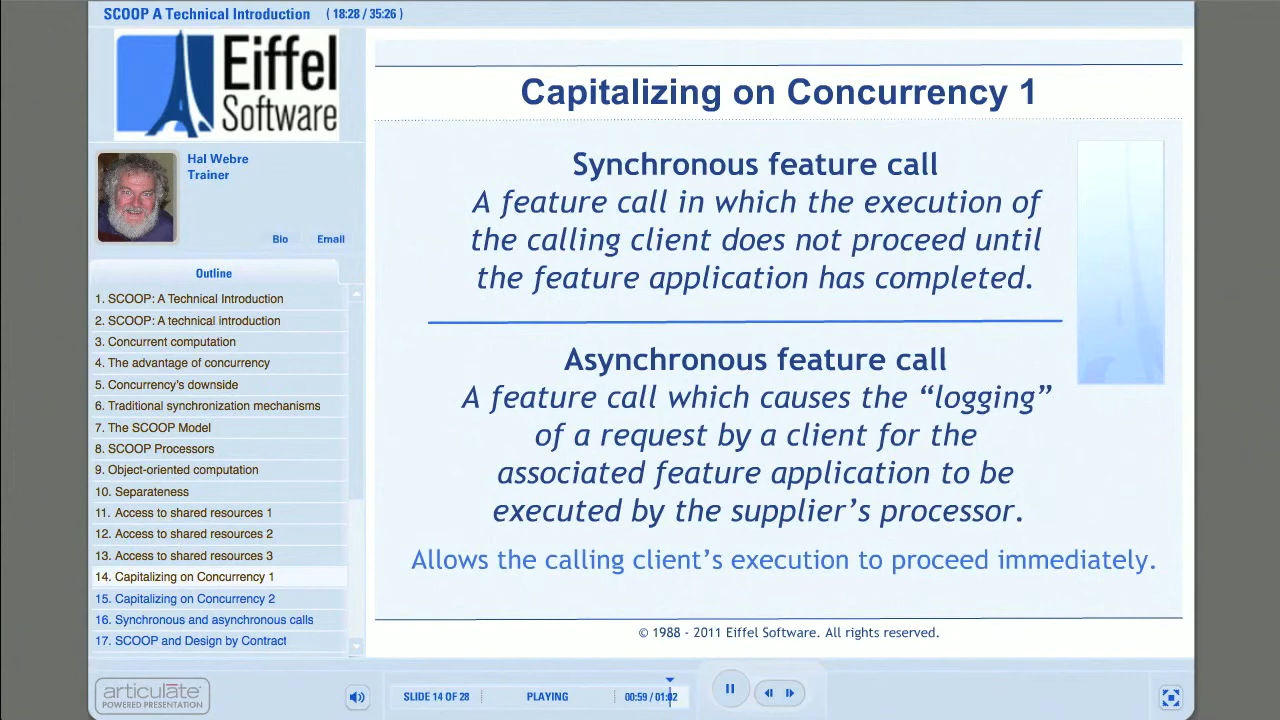 SCOOP A Technical Introduction ( 18:28 / 35:26 )
Eiffel
Software
Hal Webre
Trainer
Bio Email
Outline
1. SCOOP: A Technical Introduction
2. SCOOP: A technical introduction
3. Concurrent computation
4. The advantage of concurrency
5. Concurrency's downside
6. Traditional synchronization mechanisms
7. The SCOOP Model
8. SCOOP Processors
9. Object-oriented computation
10. Separateness
11. Access to shared resources 1
12. Access to shared resources 2
13. Access to shared resources 3
14. Capitalizing on Concurrency 1
15. Capitalizing on Concurrency 2
16. Synchronous and asynchronous calls
17. SCOOP and Design by Contract
Capitalizing on Concurrency 1
Synchronous feature call
A feature call in which the execution of
the calling client does not proceed until
the feature application has completed.
Asynchronous feature call
A feature call which causes the “logging”
of a request by a client for the
associated feature application to be
executed by the supplier’s processor.
Allows the calling client’s execution to proceed immediately.
© 1988 - 2011 Eiffel Software. All rights reserved.
articulate
POWERED PRESENTATION
SLIDE 14 OF 28 PLAYING 00:59 / 01:02